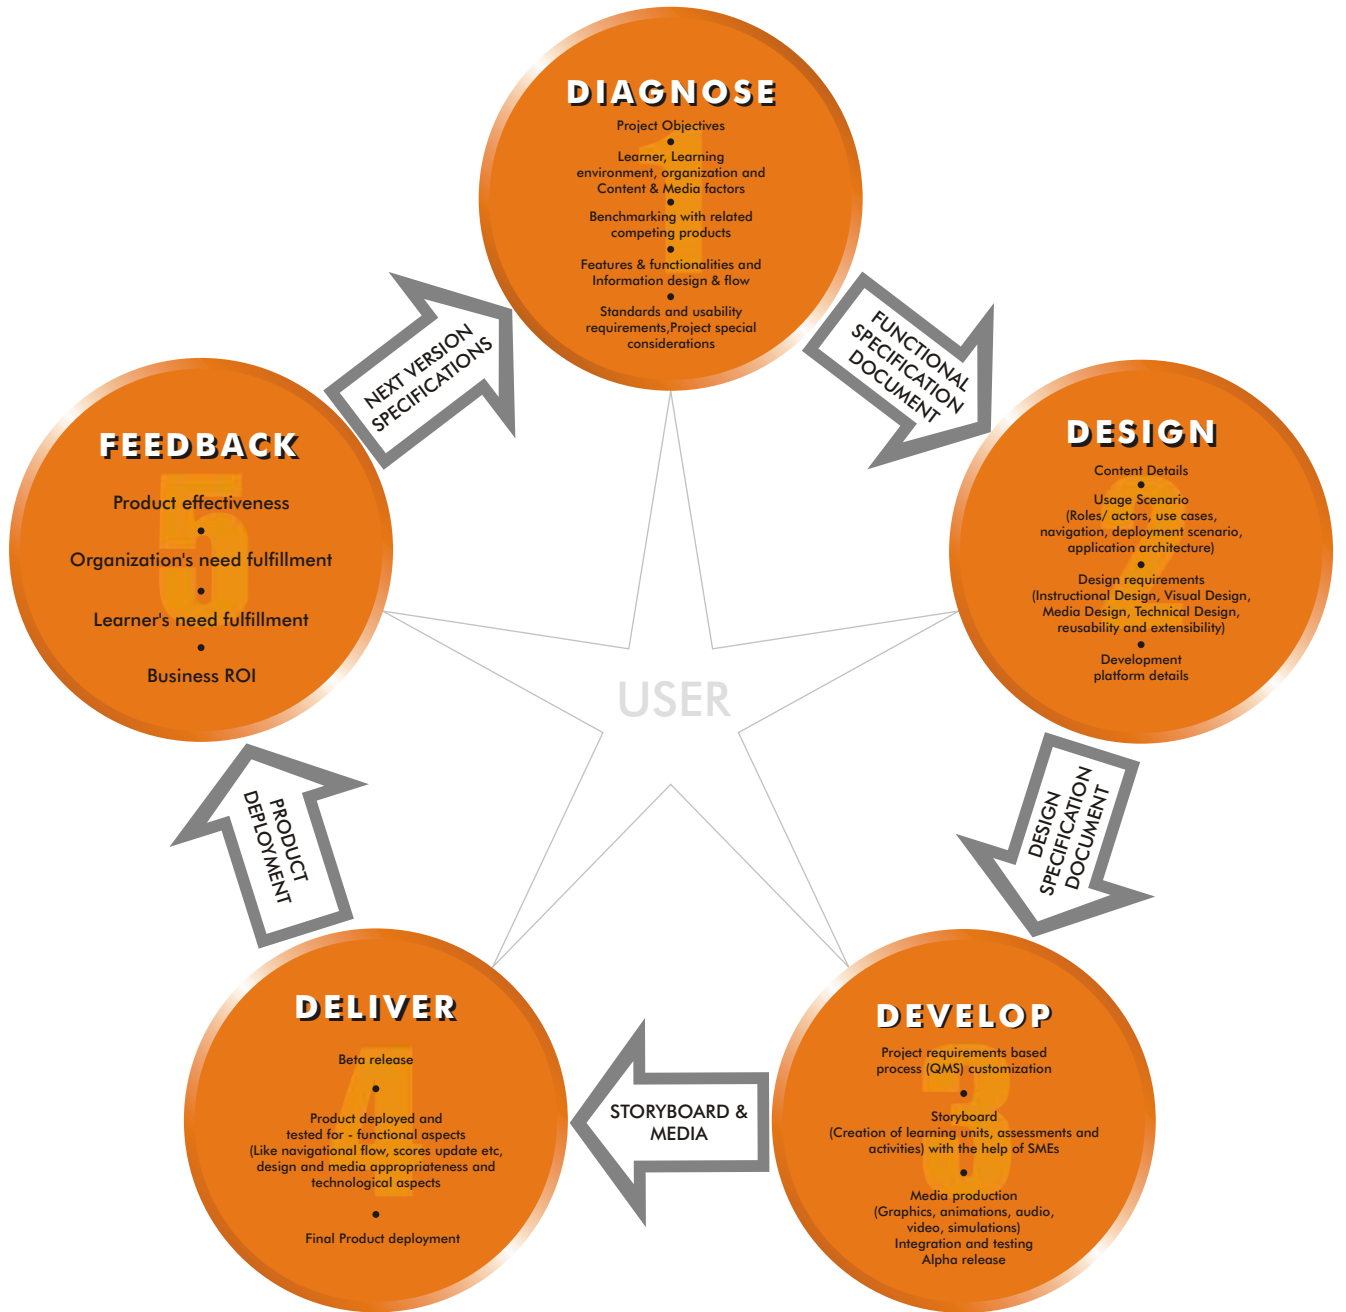 DIAGNOSE
1
Project Objectives
•
Learner, Learning
environment, organization and
Content & Media factors
•
Benchmarking with related
competing products
•
Features & functionalities and
Information design & flow
•
Standards and usability
requirements,Project special
considerations
FUNCTIONAL
SPECIFICATION
DOCUMENT
DESIGN
2
Content Details
•
Usage Scenario
(Roles/ actors, use cases,
navigation, deployment scenario,
application architecture)
•
Design requirements
(Instructional Design, Visual Design,
Media Design, Technical Design,
reusability and extensibility)
•
Development
platform details
DESIGN
SPECIFICATION
DOCUMENT
DEVELOP
3
Project requirements based
process (QMS) customization
•
Storyboard
(Creation of learning units, assessments and
activities) with the help of SMEs
•
Media production
(Graphics, animations, audio,
video, simulations)
Integration and testing
Alpha release
STORYBOARD &
MEDIA
DELIVER
4
Beta release
•
Product deployed and
tested for - functional aspects
(Like navigational flow, scores update etc,
design and media appropriateness and
technological aspects
•
Final Product deployment
PRODUCT
DEPLOYMENT
FEEDBACK
5
Product effectiveness
•
Organization's need fulfillment
•
Learner's need fulfillment
•
Business ROI
NEXT VERSION
SPECIFICATIONS
USER